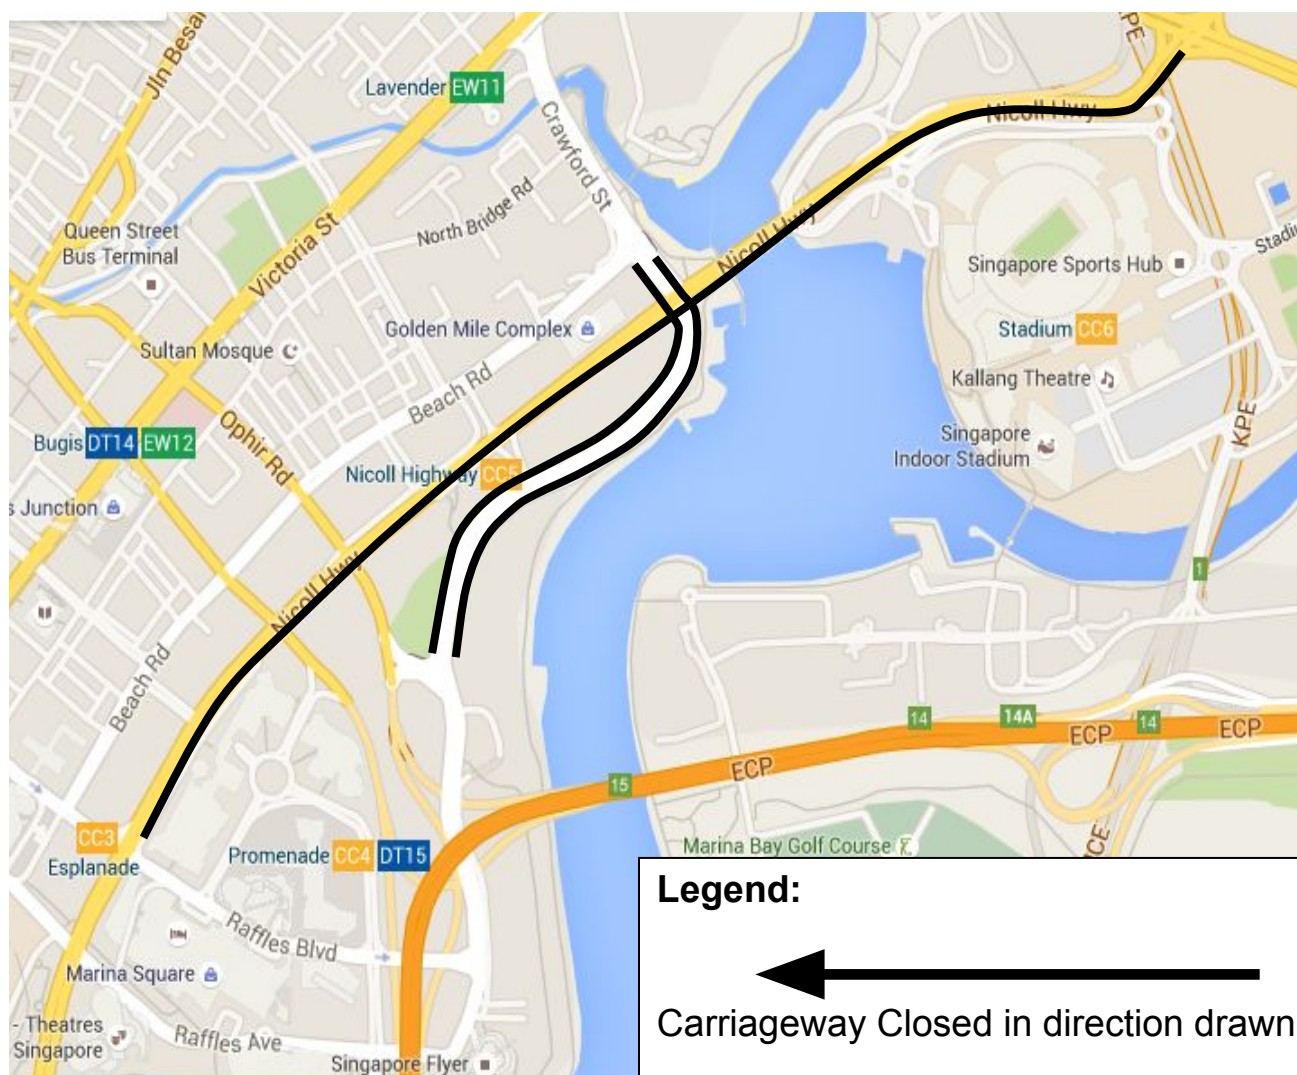 Jln Besar
KPE
Lavender EW11
Nicoll Hwy
Crawford St
North Bridge Rd
Queen Street
Bus Terminal
Victoria St
Nicoll Hwy
Singapore Sports Hub
Golden Mile Complex
Stadium CC6
Sultan Mosque
Kallang Theatre
Beach Rd
Ophir Rd
KPE
Bugis DT14 EW12
Singapore
Indoor Stadium
Nicoll Highway CC5
s Junction
1
Nicoll Hwy
Beach Rd
14
14A
14
ECP
ECP
ECP
15
CC3
Esplanade
Promenade CC4 DT15
Marina Bay Golf Course
Raffles Blvd
Marina Square
- Theatres
Singapore
Raffles Ave
Singapore Flyer
Legend:
Carriageway Closed in direction drawn